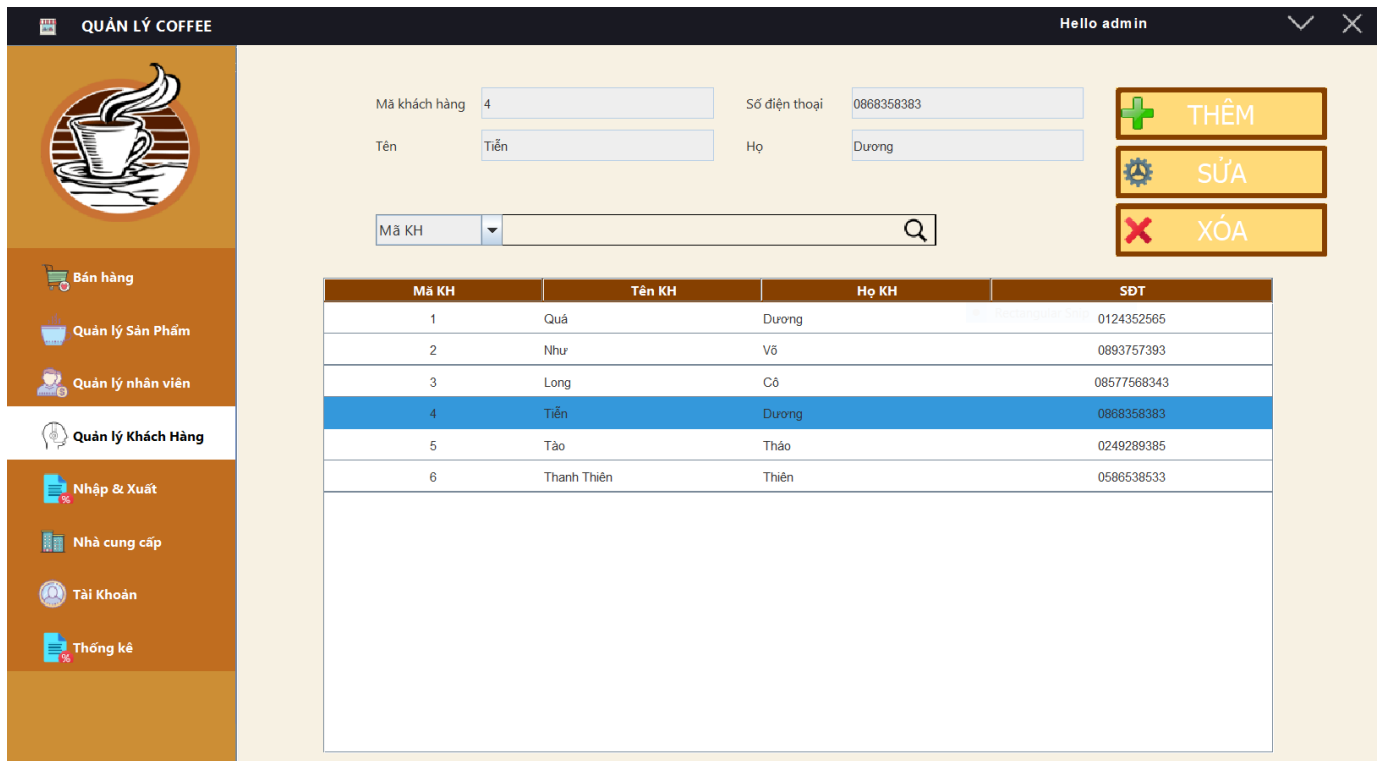 QUẢN LÝ COFFEE Hello admin
Mã khách hàng 4 Số điện thoại 0868358383
THÊM
Tên Tiễn Họ Dương
SỬA
Mã KH
XÓA
Bán hàng
Quản lý Sản Phẩm
Quản lý nhân viên
Quản lý Khách Hàng
Nhập & Xuất
Nhà cung cấp
Tài Khoản
Thống kê
Mã KH Tên KH Họ KH SĐT
1 Quá Dương 0124352565
Rectangular Snip
2 Như Võ 0893757393
3 Long Cô 08577568343
4 Tiễn Dương 0868358383
5 Tào Tháo 0249289385
6 Thanh Thiên Thiên 0586538533
%
%